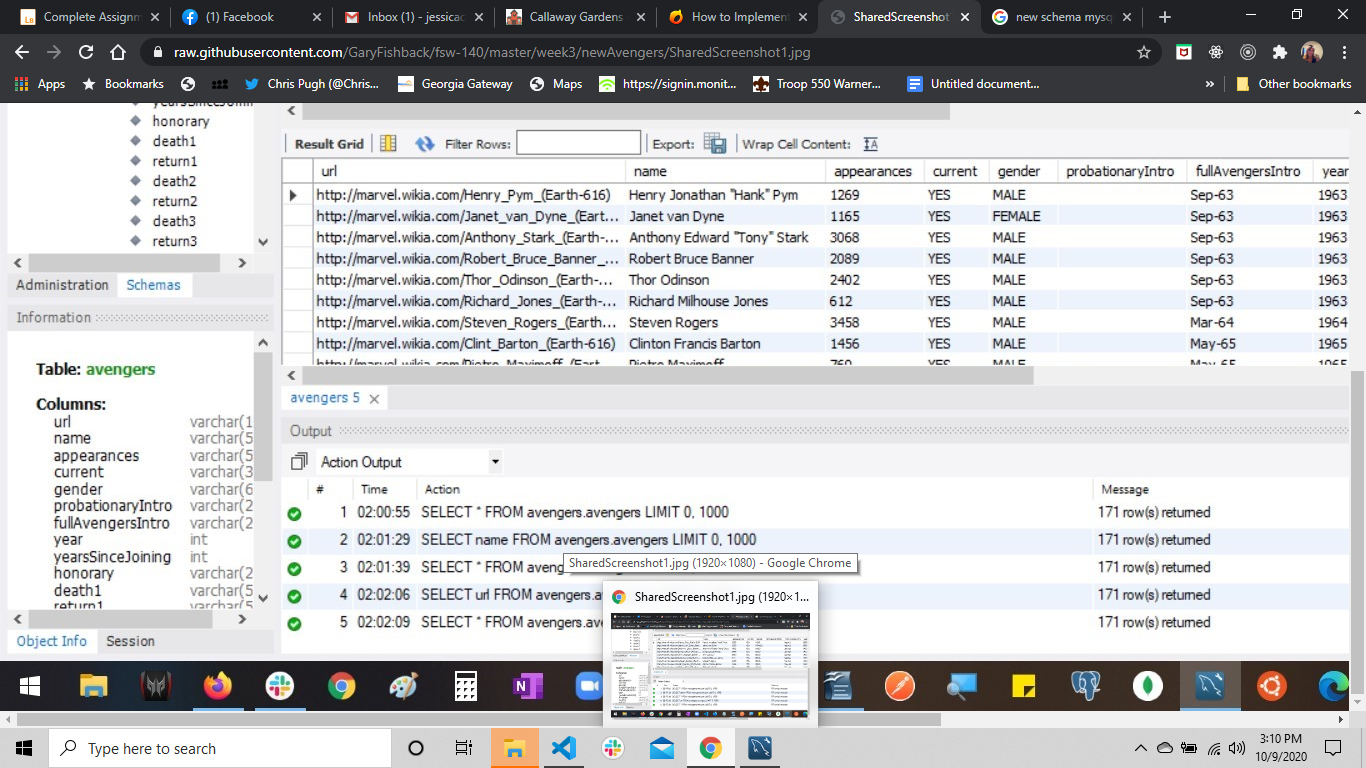 Complete Assignm
(1) Facebook
Inbox (1) - jessicac
Callaway Gardens
How to Implement
SharedScreenshot
new schema mysq
raw.githubusercontent.com/GaryFishback/fsw-140/master/week3/newAvengers/SharedScreenshot1.jpg
Apps
Bookmarks
Chris Pugh (@Chris...
Georgia Gateway
Maps
https://signin.monit...
Troop 550 Warner...
Untitled document...
»
Other bookmarks
yearsSinceJoining
honorary
death1
return1
death2
return2
death3
return3
Administration
Schemas
Information
Table: avengers
Columns:
url varchar(1
name varchar(5
appearances varchar(5
current varchar(3
gender varchar(6
probationaryIntro varchar(2
fullAvengersIntro varchar(2
year int
yearsSinceJoining int
honorary varchar(2
death1 varchar(5
return1 varchar(5
Object Info
Session
Result Grid
Filter Rows:
Export:
Wrap Cell Content:
url name appearances current gender probationaryIntro fullAvengersIntro year
http://marvel.wikia.com/Henry_Pym_(Earth-616) Henry Jonathan "Hank" Pym 1269 YES MALE Sep-63 1963
http://marvel.wikia.com/Janet_van_Dyne_(Eart... Janet van Dyne 1165 YES FEMALE Sep-63 1963
http://marvel.wikia.com/Anthony_Stark_(Earth-... Anthony Edward "Tony" Stark 3068 YES MALE Sep-63 1963
http://marvel.wikia.com/Robert_Bruce_Banner_... Robert Bruce Banner 2089 YES MALE Sep-63 1963
http://marvel.wikia.com/Thor_Odinson_(Earth-... Thor Odinson 2402 YES MALE Sep-63 1963
http://marvel.wikia.com/Richard_Jones_(Earth-... Richard Milhouse Jones 612 YES MALE Sep-63 1963
http://marvel.wikia.com/Steven_Rogers_(Earth... Steven Rogers 3458 YES MALE Mar-64 1964
http://marvel.wikia.com/Clint_Barton_(Earth-616) Clinton Francis Barton 1456 YES MALE May-65 1965
http://marvel.wikia.com/Pietro_Maximoff_(Eart... Pietro Maximoff 769 YES MALE May-65 1965
avengers 5
Output
Action Output
# Time Action Message
1 02:00:55 SELECT * FROM avengers.avengers LIMIT 0, 1000 171 row(s) returned
2 02:01:29 SELECT name FROM avengers.avengers LIMIT 0, 1000 171 row(s) returned
3 02:01:39 SELECT * FROM aveng 171 row(s) returned
4 02:02:06 SELECT url FROM avengers.a 171 row(s) returned
5 02:02:09 SELECT * FROM ave 171 row(s) returned
SharedScreenshot1.jpg (1920×1080) - Google Chrome
SharedScreenshot1.jpg (1920×1...
Type here to search
3:10 PM
10/9/2020